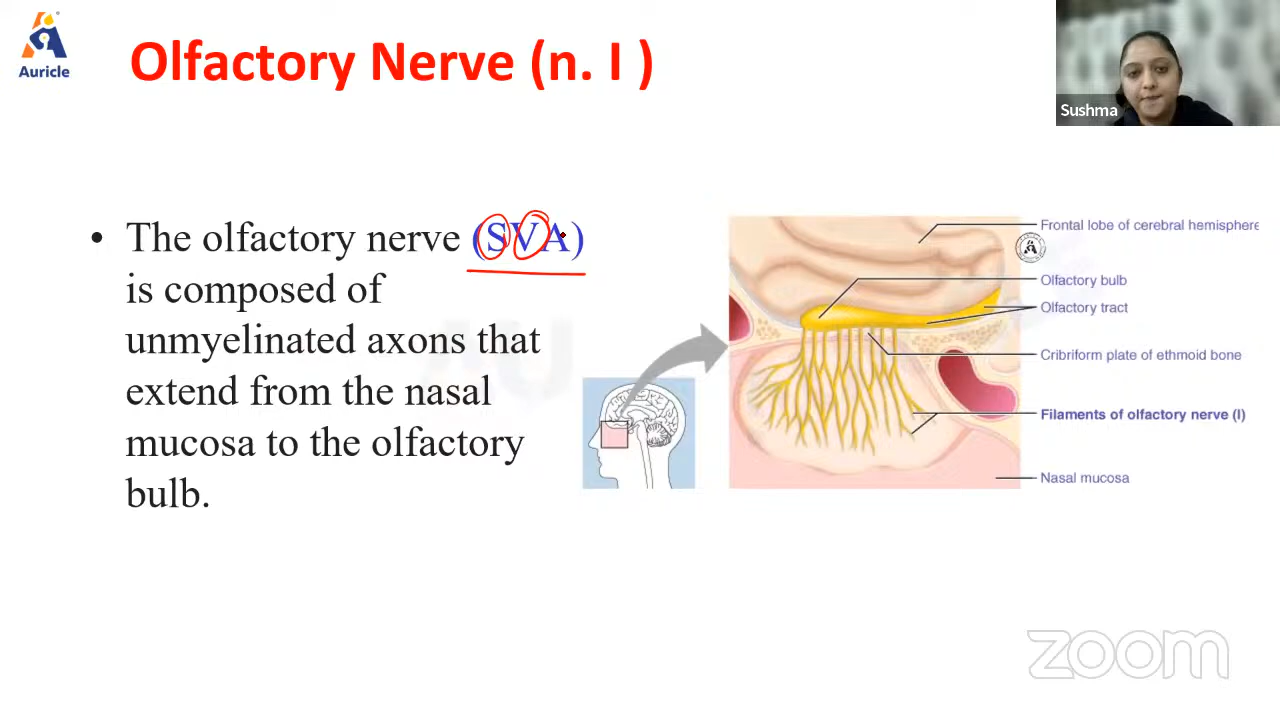 Auricle
Olfactory Nerve (n. I )
Sushma
• The olfactory nerve (SVA)
is composed of
unmyelinated axons that
extend from the nasal
mucosa to the olfactory
bulb.
Frontal lobe of cerebral hemisphere
Olfactory bulb
Olfactory tract
Cribriform plate of ethmoid bone
Filaments of olfactory nerve (I)
Nasal mucosa
zoom